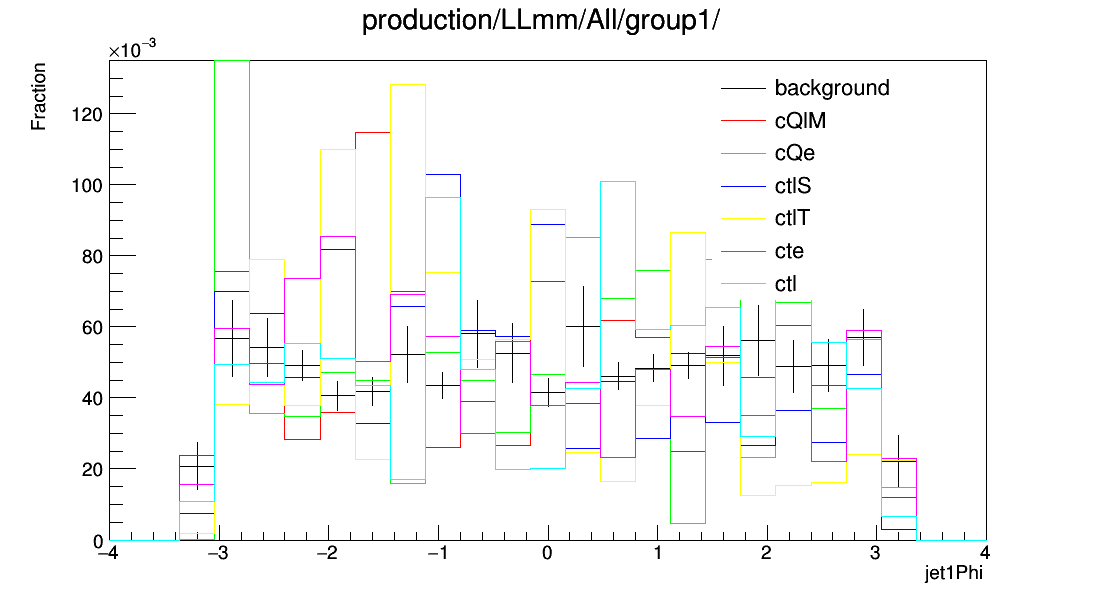 production/LLmm/All/group1/
×10⁻³
Fraction
background
cQlM
cQe
ctlS
ctlT
cte
ctl
120
100
80
60
40
20
0
−4 −3 −2 −1 0 1 2 3 4
jet1Phi